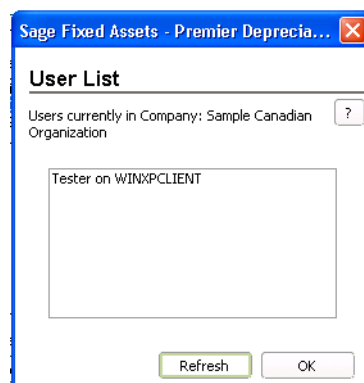 Sage Fixed Assets - Premier Deprecia...
User List
Users currently in Company: Sample Canadian
Organization
?
Tester on WINXPCLIENT
Refresh
OK